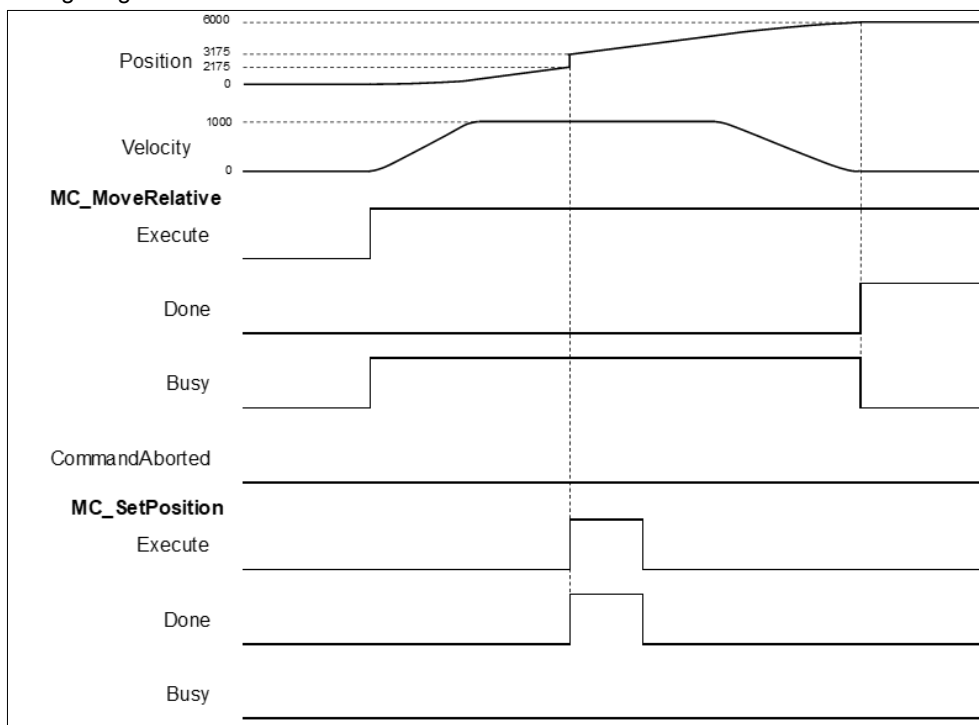 6000
3175
Position
2175
0
1000
Velocity
0
MC_MoveRelative
Execute
Done
Busy
CommandAborted
MC_SetPosition
Execute
Done
Busy